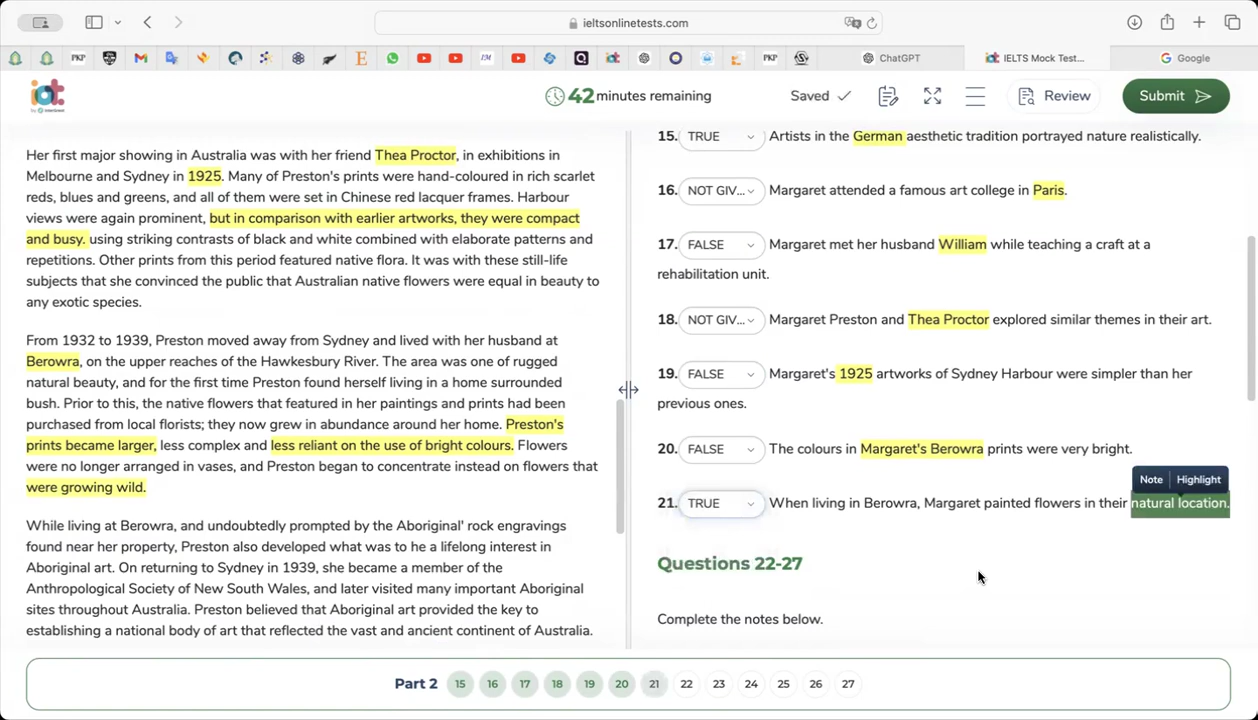 ieltsonlinetests.com
PKP
E
IM
PKP
ChatGPT
iot IELTS Mock Test...
Google
iot
42 minutes remaining
Saved
Review
Submit
Her first major showing in Australia was with her friend Thea Proctor, in exhibitions in
Melbourne and Sydney in 1925. Many of Preston's prints were hand-coloured in rich scarlet
reds, blues and greens, and all of them were set in Chinese red lacquer frames. Harbour
views were again prominent, but in comparison with earlier artworks, they were compact
and busy. using striking contrasts of black and white combined with elaborate patterns and
repetitions. Other prints from this period featured native flora. It was with these still-life
subjects that she convinced the public that Australian native flowers were equal in beauty to
any exotic species.
From 1932 to 1939, Preston moved away from Sydney and lived with her husband at
Berowra, on the upper reaches of the Hawkesbury River. The area was one of rugged
natural beauty, and for the first time Preston found herself living in a home surrounded
bush. Prior to this, the native flowers that featured in her paintings and prints had been
purchased from local florists; they now grew in abundance around her home. Preston's
prints became larger, less complex and less reliant on the use of bright colours. Flowers
were no longer arranged in vases, and Preston began to concentrate instead on flowers that
were growing wild.
While living at Berowra, and undoubtedly prompted by the Aboriginal' rock engravings
found near her property, Preston also developed what was to he a lifelong interest in
Aboriginal art. On returning to Sydney in 1939, she became a member of the
Anthropological Society of New South Wales, and later visited many important Aboriginal
sites throughout Australia. Preston believed that Aboriginal art provided the key to
establishing a national body of art that reflected the vast and ancient continent of Australia.
15. TRUE Artists in the German aesthetic tradition portrayed nature realistically.
16. NOT GIV... Margaret attended a famous art college in Paris.
17. FALSE Margaret met her husband William while teaching a craft at a
rehabilitation unit.
18. NOT GIV... Margaret Preston and Thea Proctor explored similar themes in their art.
19. FALSE Margaret's 1925 artworks of Sydney Harbour were simpler than her
previous ones.
20. FALSE The colours in Margaret's Berowra prints were very bright.
Note Highlight
21. TRUE When living in Berowra, Margaret painted flowers in their natural location.
Questions 22-27
Complete the notes below.
Part 2 15 16 17 18 19 20 21 22 23 24 25 26 27